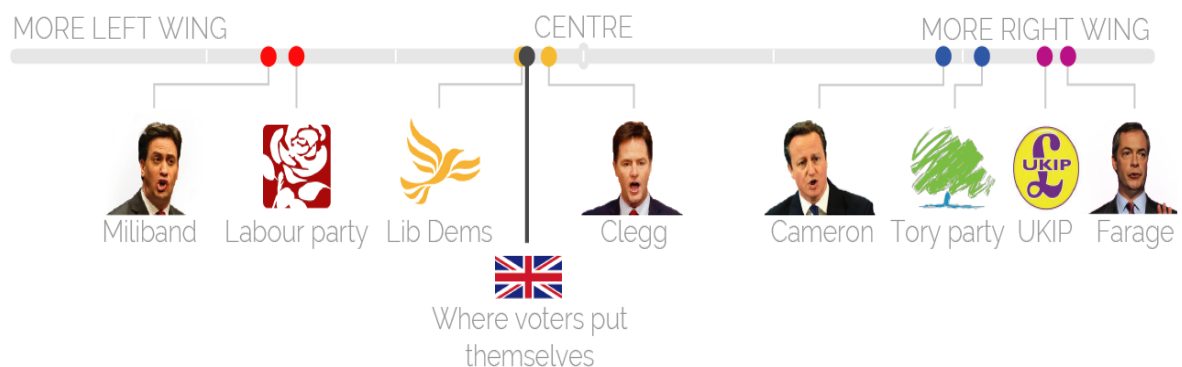 MORE LEFT WING
CENTRE
MORE RIGHT WING
UKIP
£
Miliband
Labour party
Lib Dems
Clegg
Cameron
Tory party
UKIP
Farage
Where voters put
themselves